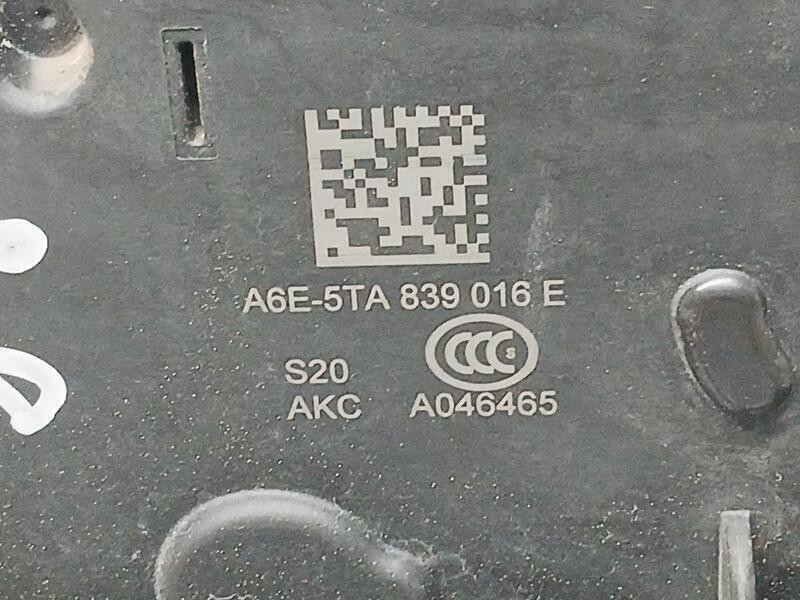 A6E-5TA 839 016 E
S20
CCC S
AKC A046465